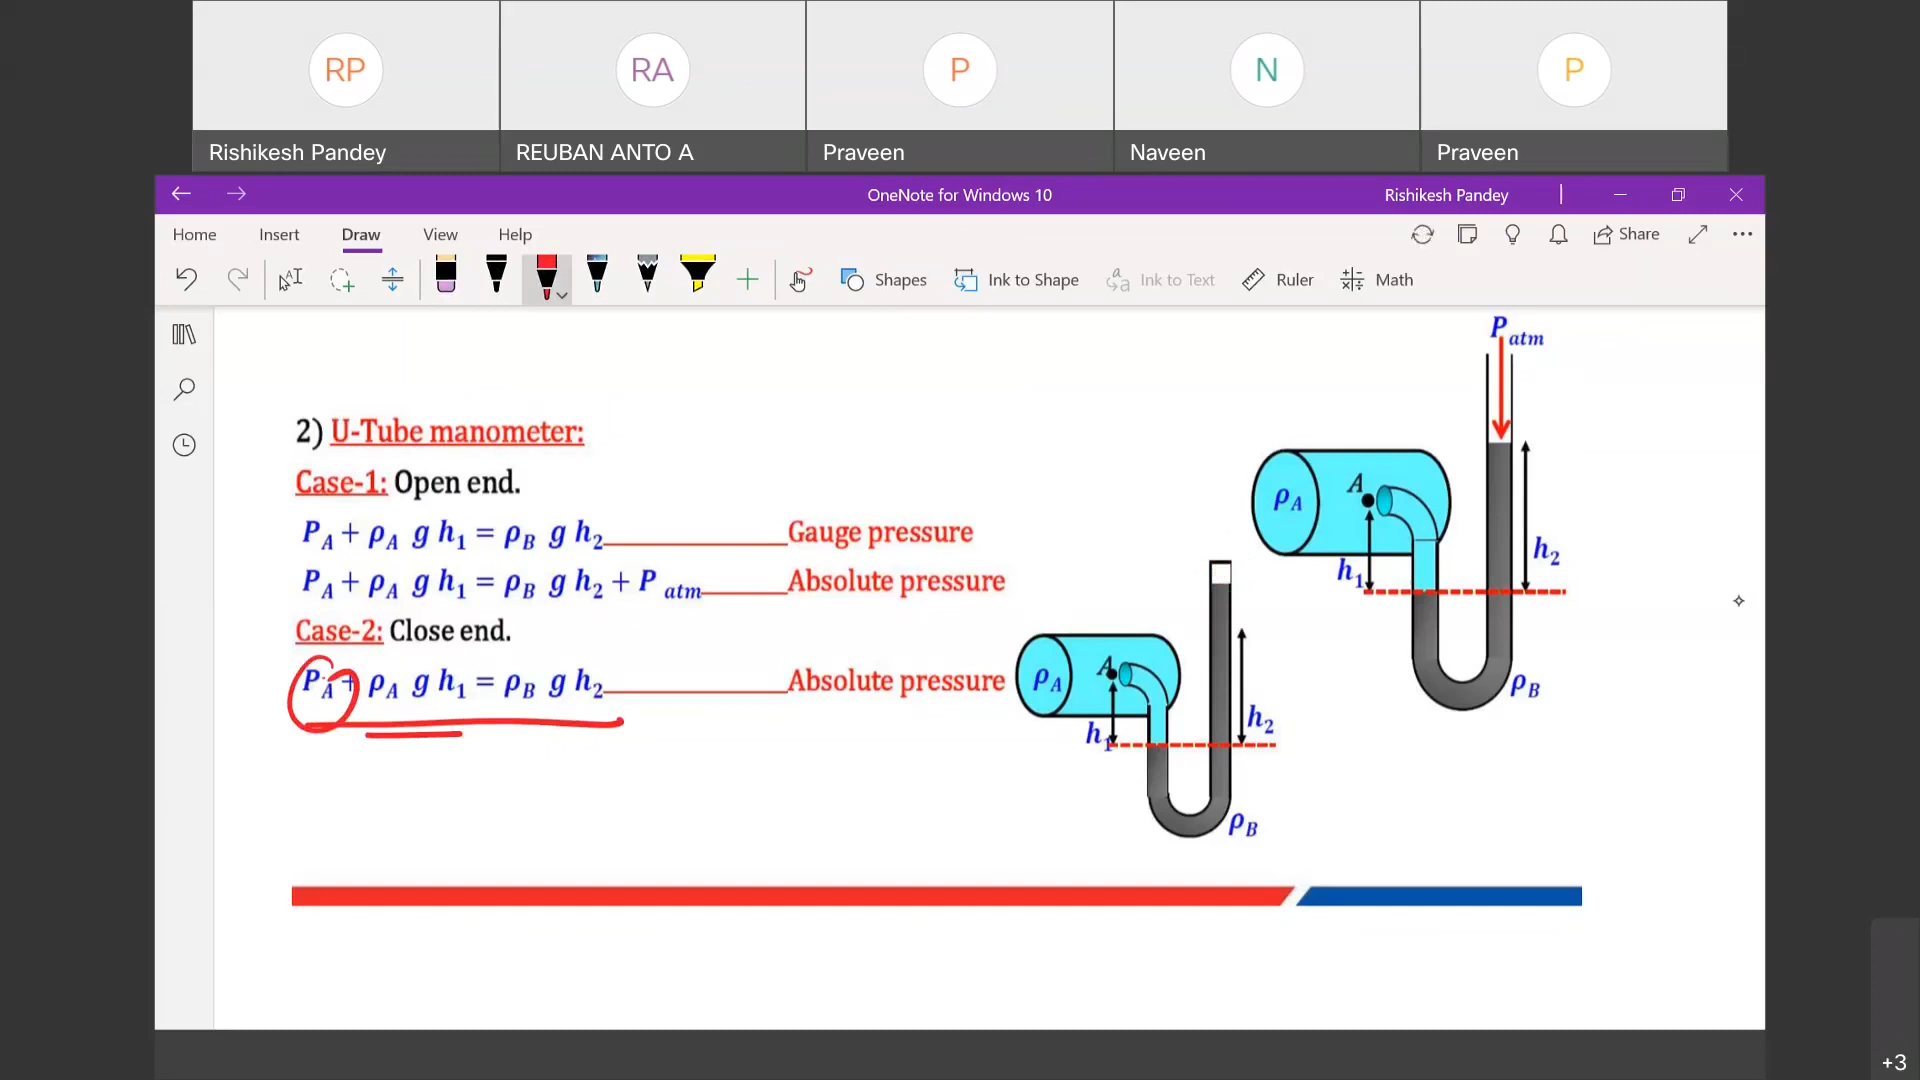 RP
RA
P
N
P
Rishikesh Pandey
REUBAN ANTO A
Praveen
Naveen
Praveen
OneNote for Windows 10
Rishikesh Pandey
Home
Insert
Draw
View
Help
Share
Shapes
Ink to Shape
Ink to Text
Ruler
Math
2) U-Tube manometer:
Case-1: Open end.
P_A + ρ_A g h_1 = ρ_B g h_2 Gauge pressure
P_A + ρ_A g h_1 = ρ_B g h_2 + P_atm Absolute pressure
Case-2: Close end.
P_A + ρ_A g h_1 = ρ_B g h_2 Absolute pressure
P_atm
ρ_A
A
h_1
h_2
ρ_B
ρ_A
A
h_1
h_2
ρ_B
+3